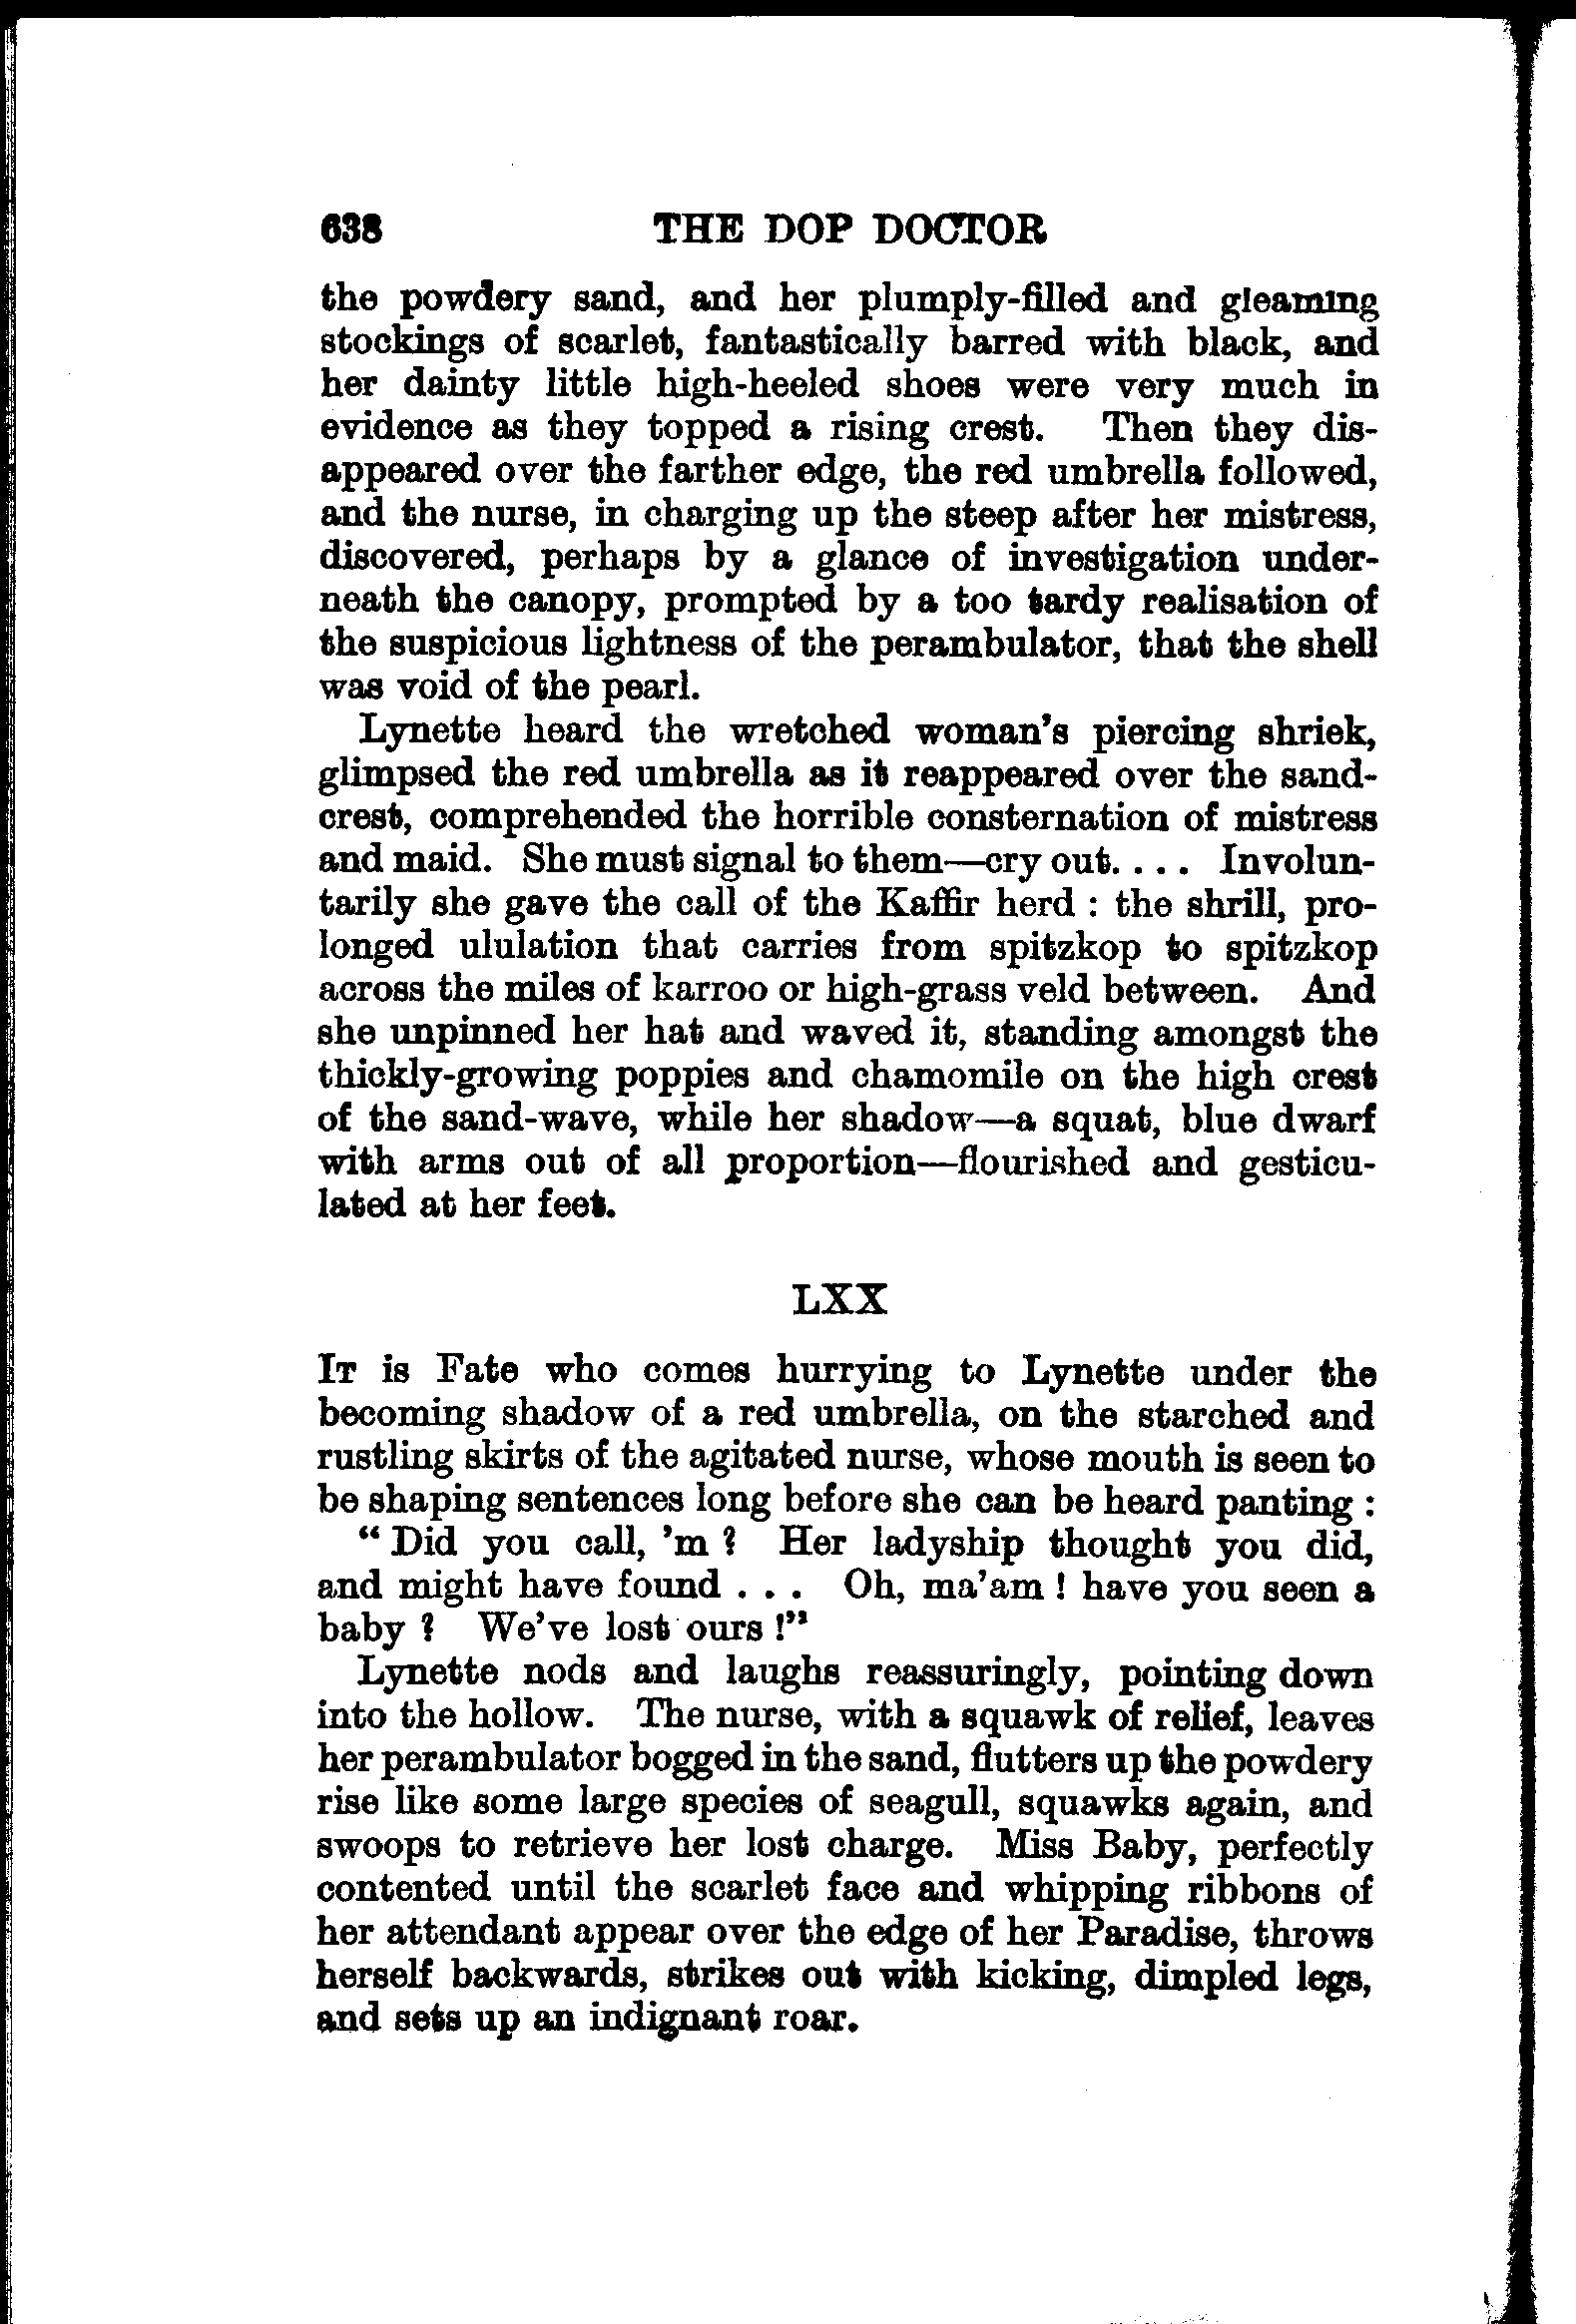 638 THE DOP DOCTOR
the powdery sand, and her plumply-filled and gleaming
stockings of scarlet, fantastically barred with black, and
her dainty little high-heeled shoes were very much in
evidence as they topped a rising crest. Then they dis-
appeared over the farther edge, the red umbrella followed,
and the nurse, in charging up the steep after her mistress,
discovered, perhaps by a glance of investigation under-
neath the canopy, prompted by a too tardy realisation of
the suspicious lightness of the perambulator, that the shell
was void of the pearl.
Lynette heard the wretched woman's piercing shriek,
glimpsed the red umbrella as it reappeared over the sand-
crest, comprehended the horrible consternation of mistress
and maid. She must signal to them—cry out. . . . Involun-
tarily she gave the call of the Kaffir herd : the shrill, pro-
longed ululation that carries from spitzkop to spitzkop
across the miles of karroo or high-grass veld between. And
she unpinned her hat and waved it, standing amongst the
thickly-growing poppies and chamomile on the high crest
of the sand-wave, while her shadow—a squat, blue dwarf
with arms out of all proportion—flourished and gesticu-
lated at her feet.
LXX
IT is Fate who comes hurrying to Lynette under the
becoming shadow of a red umbrella, on the starched and
rustling skirts of the agitated nurse, whose mouth is seen to
be shaping sentences long before she can be heard panting :
" Did you call, 'm ? Her ladyship thought you did,
and might have found . . . Oh, ma'am ! have you seen a
baby ? We've lost ours !"
Lynette nods and laughs reassuringly, pointing down
into the hollow. The nurse, with a squawk of relief, leaves
her perambulator bogged in the sand, flutters up the powdery
rise like some large species of seagull, squawks again, and
swoops to retrieve her lost charge. Miss Baby, perfectly
contented until the scarlet face and whipping ribbons of
her attendant appear over the edge of her Paradise, throws
herself backwards, strikes out with kicking, dimpled legs,
and sets up an indignant roar.